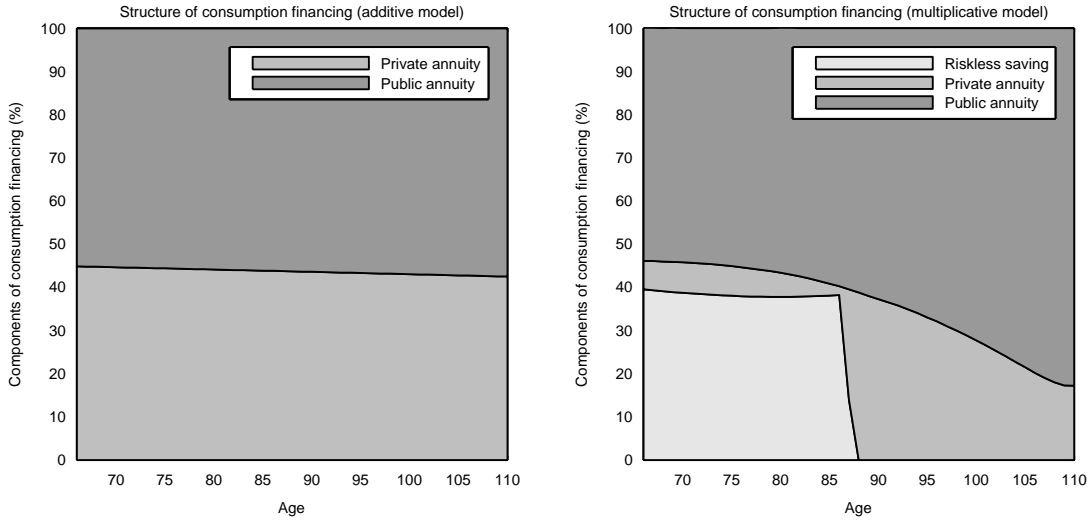 Structure of consumption financing (additive model)
100
90
80
70
60
50
40
30
20
10
0
Components of consumption financing (%)
Private annuity
Public annuity
70 75 80 85 90 95 100 105 110
Age
Structure of consumption financing (multiplicative model)
100
90
80
70
60
50
40
30
20
10
0
Components of consumption financing (%)
Riskless saving
Private annuity
Public annuity
70 75 80 85 90 95 100 105 110
Age